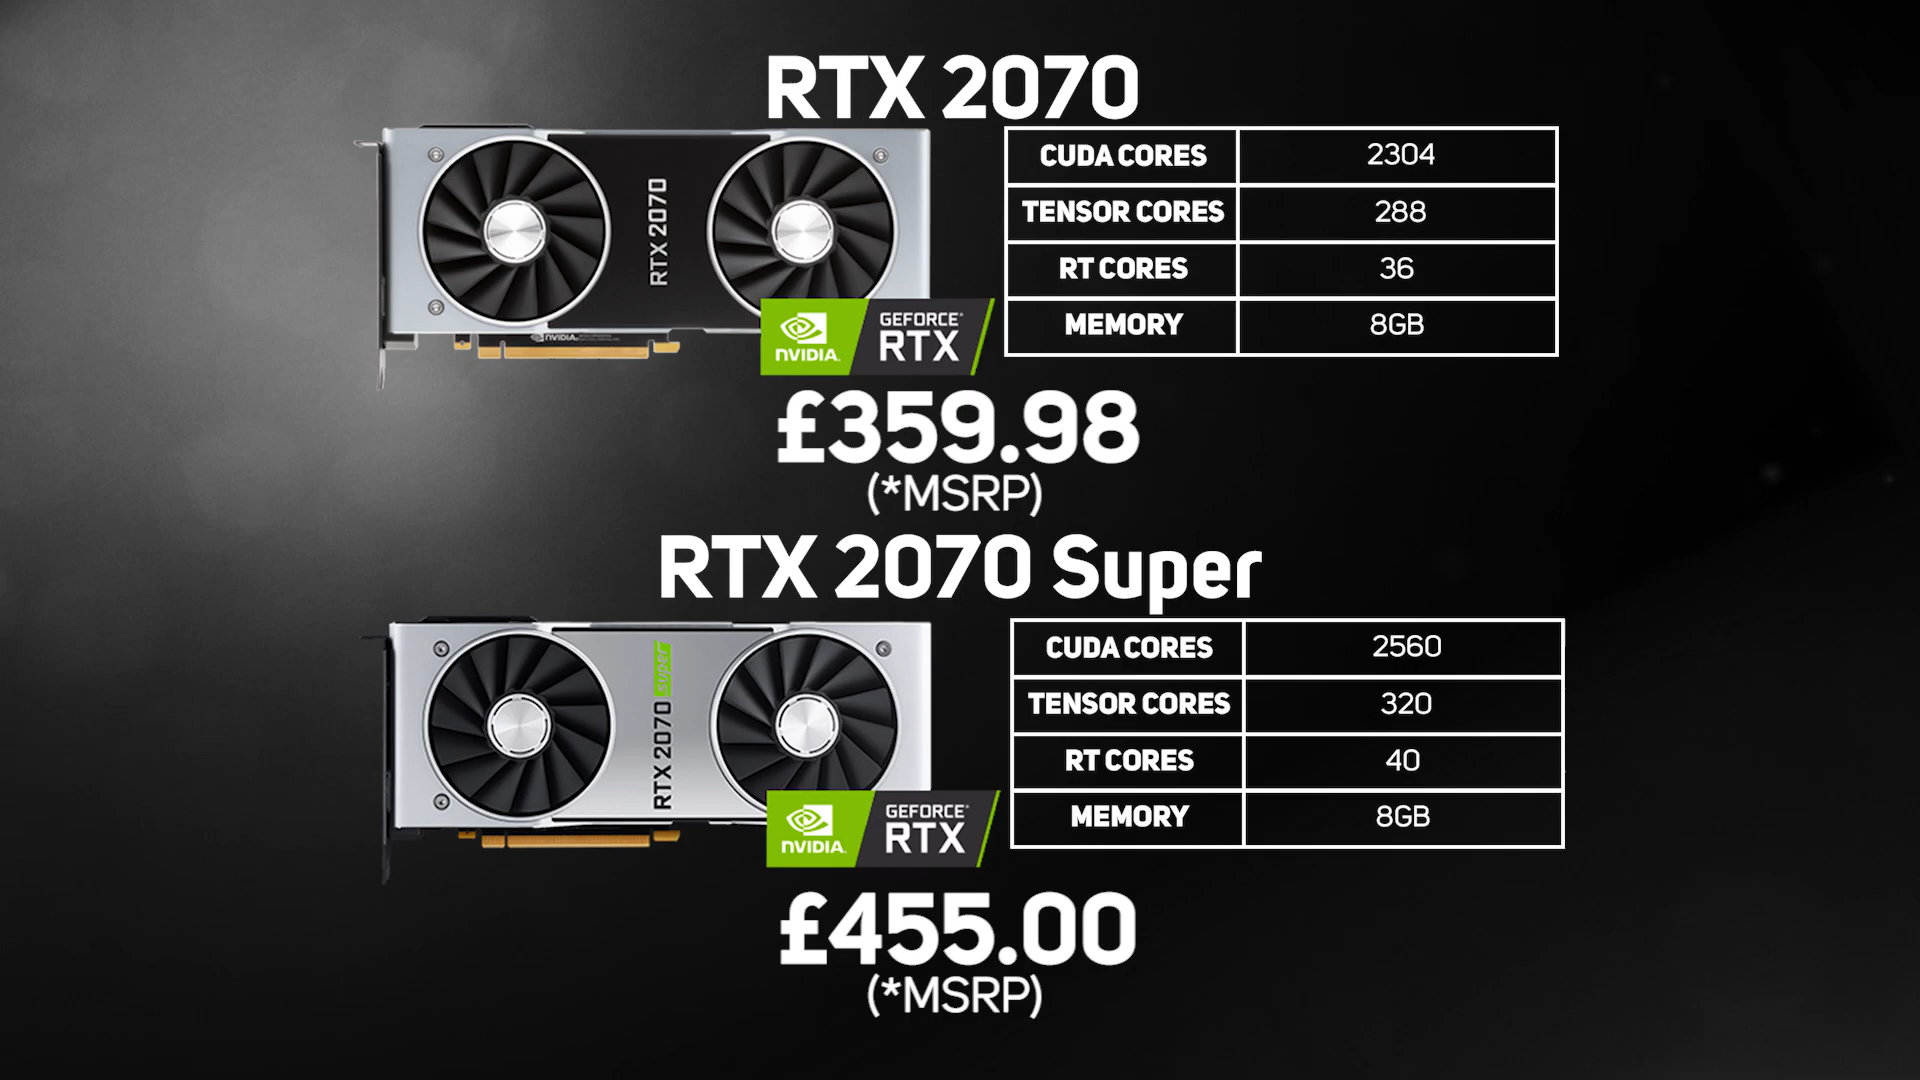 RTX 2070
CUDA CORES 2304
TENSOR CORES 288
RT CORES 36
MEMORY 8GB
RTX 2070
NVIDIA.
NVIDIA.
GEFORCE
RTX
£359.98
(*MSRP)
RTX 2070 Super
CUDA CORES 2560
TENSOR CORES 320
RT CORES 40
MEMORY 8GB
RTX 2070 SUPER
NVIDIA.
GEFORCE
RTX
£455.00
(*MSRP)